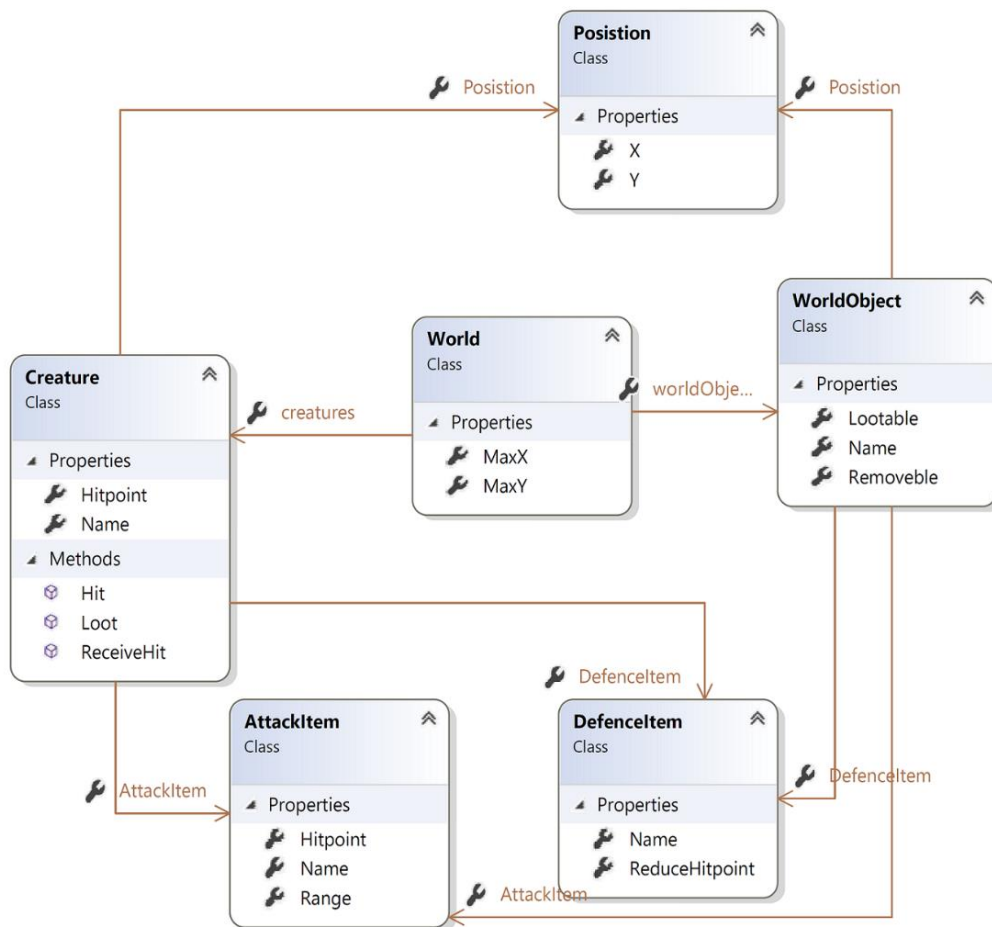 Posistion
Class
Properties
X
Y
Posistion
Posistion
WorldObject
Class
Properties
Lootable
Name
Removeble
World
Class
Properties
MaxX
MaxY
worldObje...
creatures
Creature
Class
Properties
Hitpoint
Name
Methods
Hit
Loot
ReceiveHit
DefenceItem
AttackItem
Class
Properties
Hitpoint
Name
Range
AttackItem
DefenceItem
Class
Properties
Name
ReduceHitpoint
DefenceItem
AttackItem